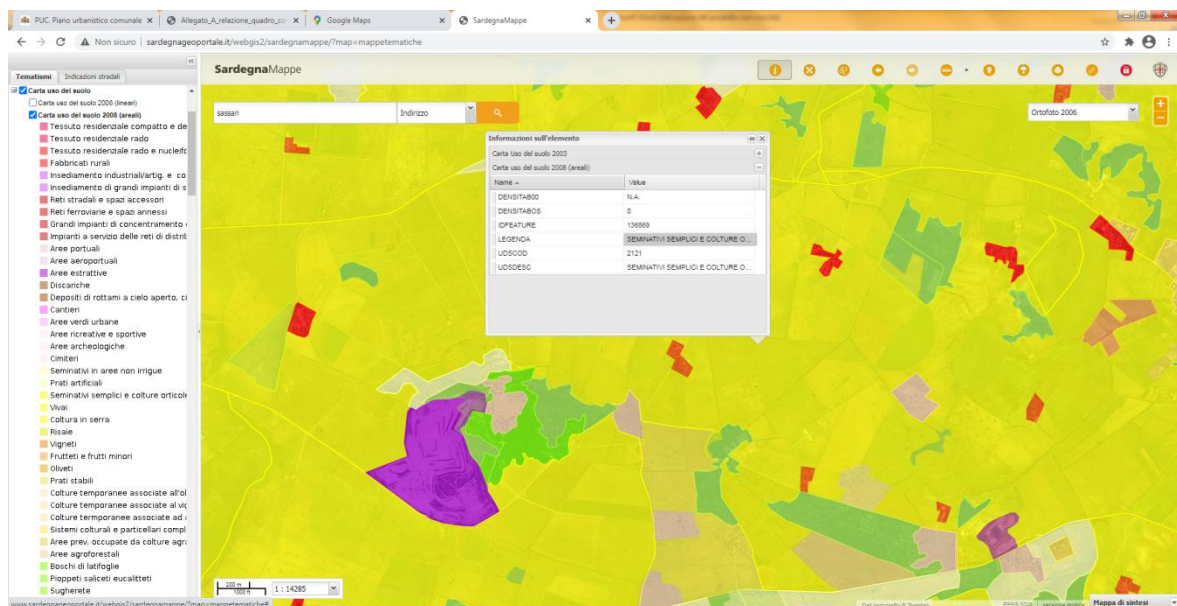 PUC. Piano urbanistico comunale
Allegato_A_relazione_quadro_co
Google Maps
SardegnaMappe
Non sicuro | sardegnageoportale.it/webgis2/sardegnamappe/?map=mappetematiche
Tematismi
Indicazioni stradali
SardegnaMappe
Carta uso del suolo
Carta uso del suolo 2008 (lineari)
Carta uso del suolo 2008 (areali)
Tessuto residenziale compatto e de
Tessuto residenziale rado
Tessuto residenziale rado e nucleifo
Fabbricati rurali
Insediamento industriali/artig. e co
Insediamento di grandi impianti di s
Reti stradali e spazi accessori
Reti ferroviarie e spazi annessi
Grandi impianti di concentramento
Impianti a servizio delle reti di distrib
Aree portuali
Aree aeroportuali
Aree estrattive
Discariche
Depositi di rottami a cielo aperto, ci
Cantieri
Aree verdi urbane
Aree ricreative e sportive
Aree archeologiche
Cimiteri
Seminativi in aree non irrigue
Prati artificiali
Seminativi semplici e colture orticole
Vivai
Coltura in serra
Risaie
Vigneti
Frutteti e frutti minori
Oliveti
Prati stabili
Colture temporanee associate all'ol
Colture temporanee associate al vig
Colture termporanee associate ad a
Sistemi colturali e particellari compl
Aree prev. occupate da colture agra
Aree agroforestali
Boschi di latifoglie
Pioppeti saliceti eucalitteti
Sugherete
sassari
Indirizzo
Ortofoto 2006
Informazioni sull'elemento
Carta Uso del suolo 2003
Carta uso del suolo 2008 (areali)
Name
Value
DENSITAB00
N.A.
DENSITABOS
0
IDFEATURE
136869
LEGENDA
SEMINATIVI SEMPLICI E COLTURE O...
UDSCOD
2121
UDSDESC
SEMINATIVI SEMPLICI E COLTURE O...
200 m
1000 ft
1 : 14285
www.sardegnageoportale.it/webgis2/sardegnamappe/?map=mappetematiche#
Mappa di sintesi